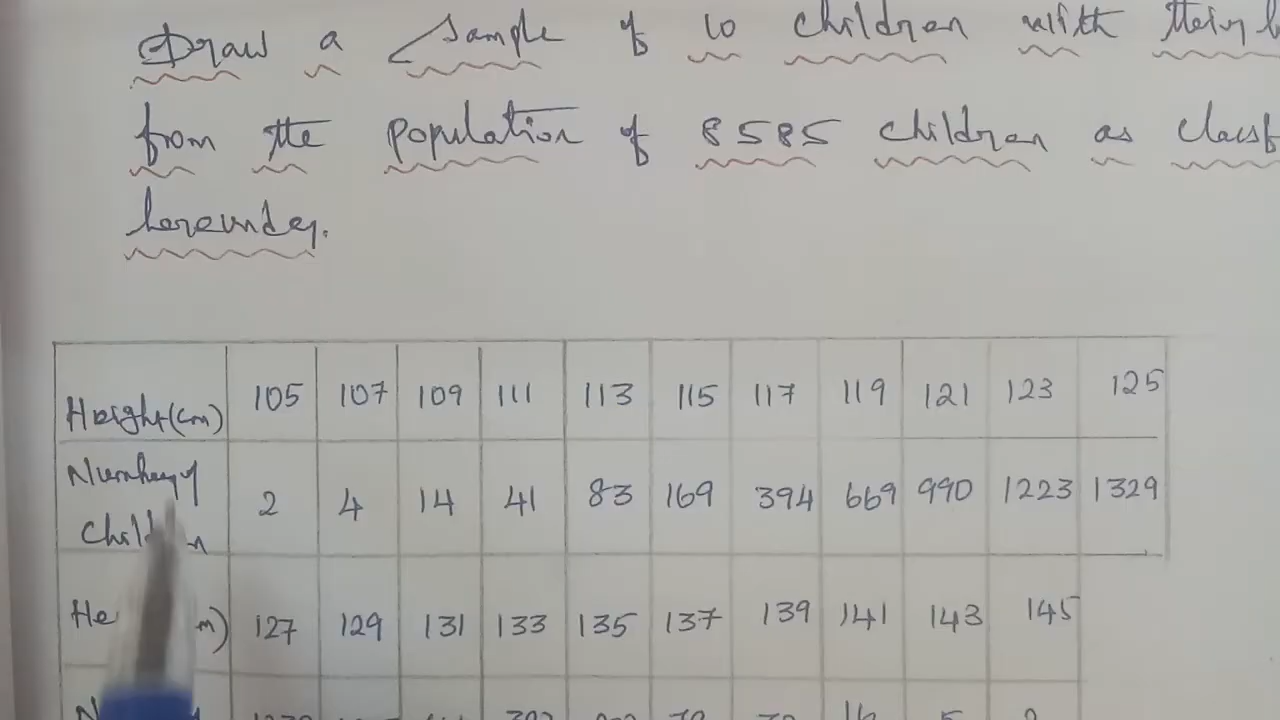 Draw a sample of 10 children with their
from the population of 8585 children as
hereunder.
Height(cm) 105 107 109 111 113 115 117 119 121 123 125
Number of 2 4 14 41 83 169 394 669 990 1223 1329
Children
127 129 131 133 135 137 139 141 143 145